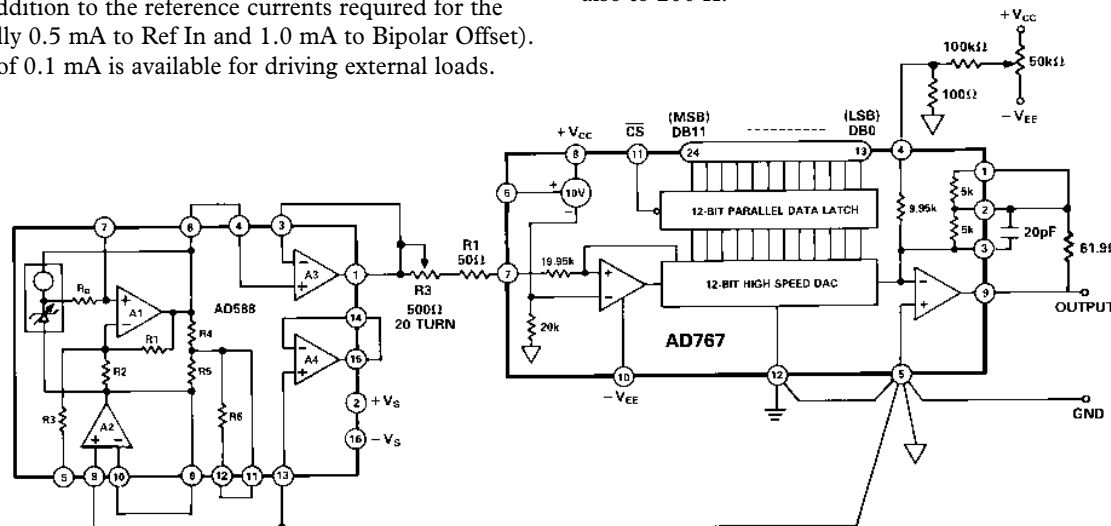 ddition to the reference currents required for the
lly 0.5 mA to Ref In and 1.0 mA to Bipolar Offset).
of 0.1 mA is available for driving external loads.
+VCC
100kΩ
50kΩ
100Ω
-VEE
(MSB)
DB11
(LSB)
DB0
+VCC
CS
8
11
24
13
4
6
+
10V
-
12-BIT PARALLEL DATA LATCH
9.95k
5k
5k
1
2
3
20pF
61.9
7
6
4
3
R1
50Ω
7
19.95k
+
-
12-BIT HIGH SPEED DAC
-
+
9
OUTPUT
A3
-
+
1
R3
500Ω
20 TURN
AD588
Ro
A1
+
-
R1
R4
R2
R5
14
A4
-
+
15
20k
AD767
10
-VEE
12
5
GND
R3
A2
+
-
R6
2
+VS
16
-VS
5
9
10
8
12
11
13